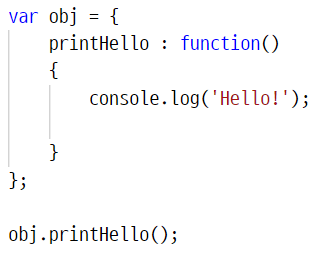 var obj = {
    printHello : function()
    {
        console.log('Hello!');
    }
};
obj.printHello();